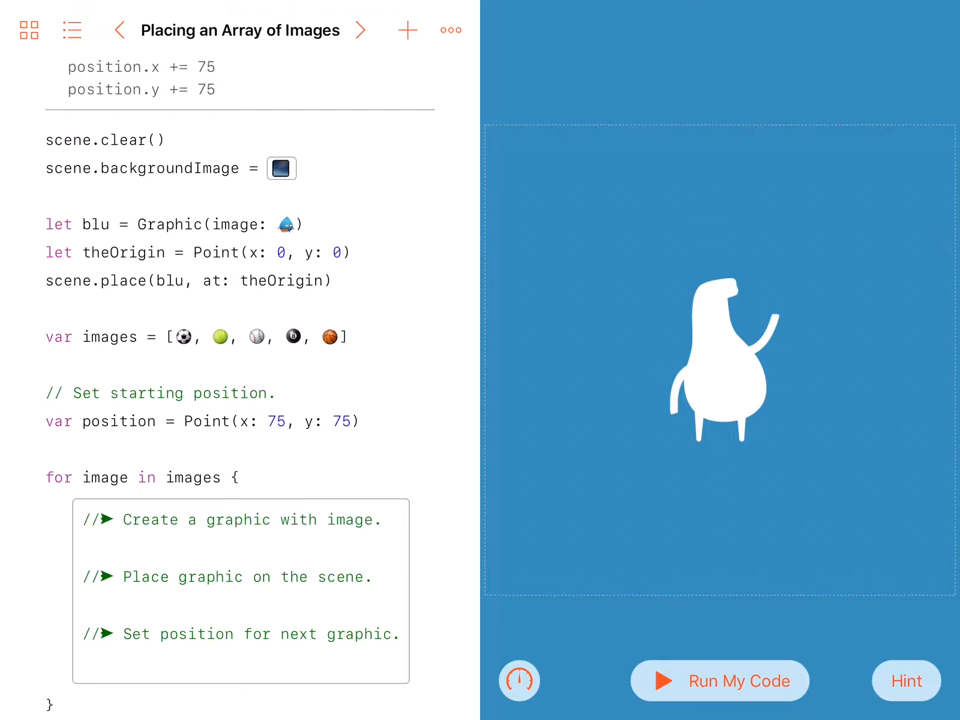 Placing an Array of Images
position.x += 75
position.y += 75
scene.clear()
scene.backgroundImage =
let blu = Graphic(image: )
let theOrigin = Point(x: 0, y: 0)
scene.place(blu, at: theOrigin)
var images = [, , , , ]
// Set starting position.
var position = Point(x: 75, y: 75)
for image in images {
// Create a graphic with image.
// Place graphic on the scene.
// Set position for next graphic.
}
Run My Code
Hint